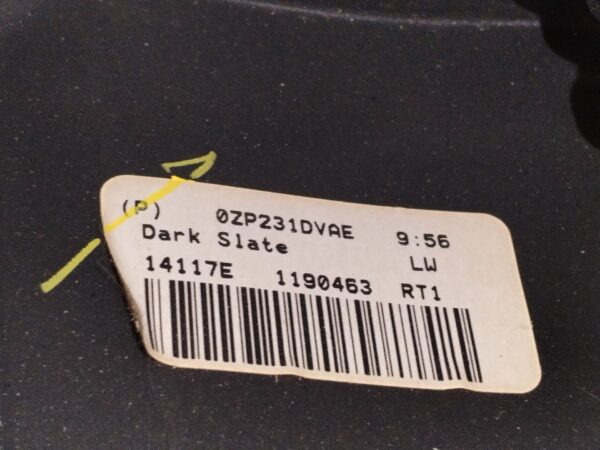 (P) 0ZP231DVAE 9:56
Dark Slate LW
14117E 1190463 RT1